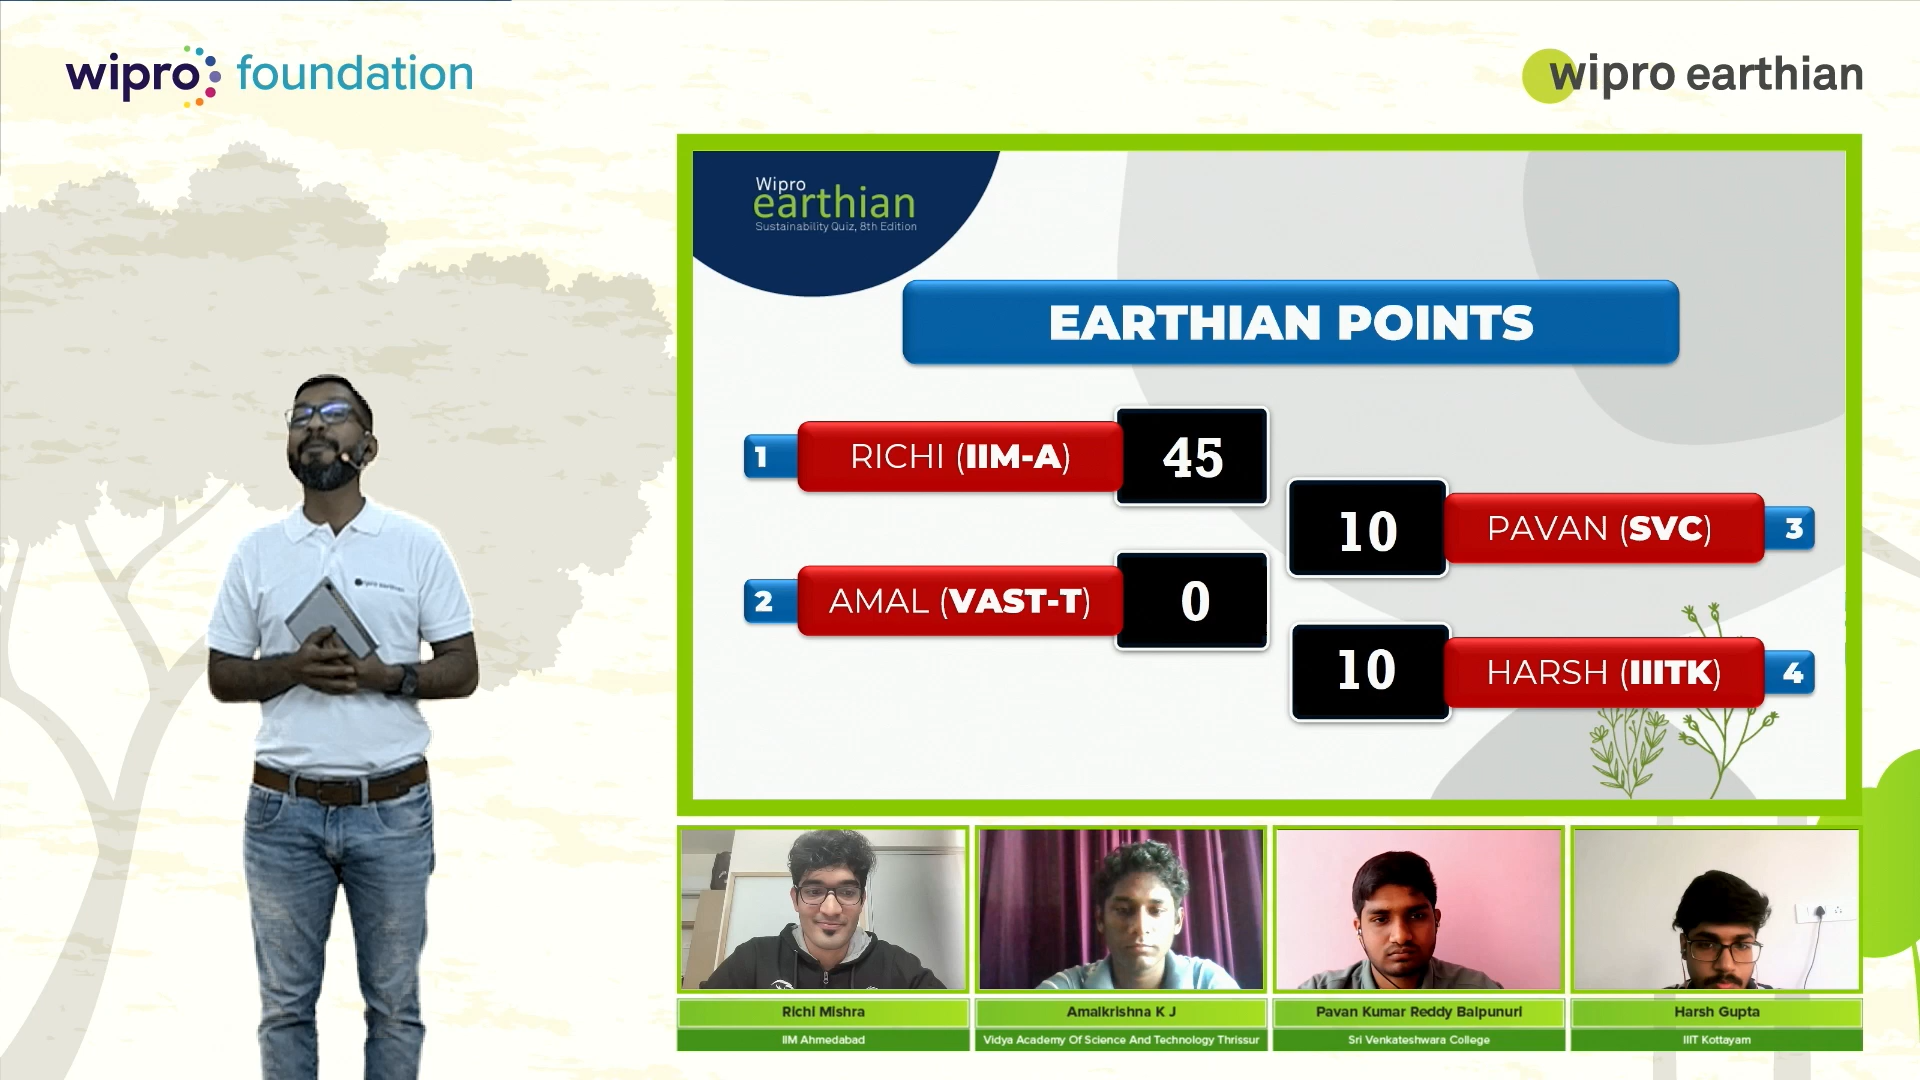 wipro foundation
wipro earthian
Wipro
earthian
Sustainability Quiz, 8th Edition
EARTHIAN POINTS
1 RICHI (IIM-A) 45
10 PAVAN (SVC) 3
2 AMAL (VAST-T) 0
10 HARSH (IIITK) 4
wipro earthian
Richi Mishra
IIM Ahmedabad
Amalkrishna K J
Vidya Academy Of Science And Technology Thrissur
Pavan Kumar Reddy Balpunuri
Sri Venkateshwara College
Harsh Gupta
IIIT Kottayam